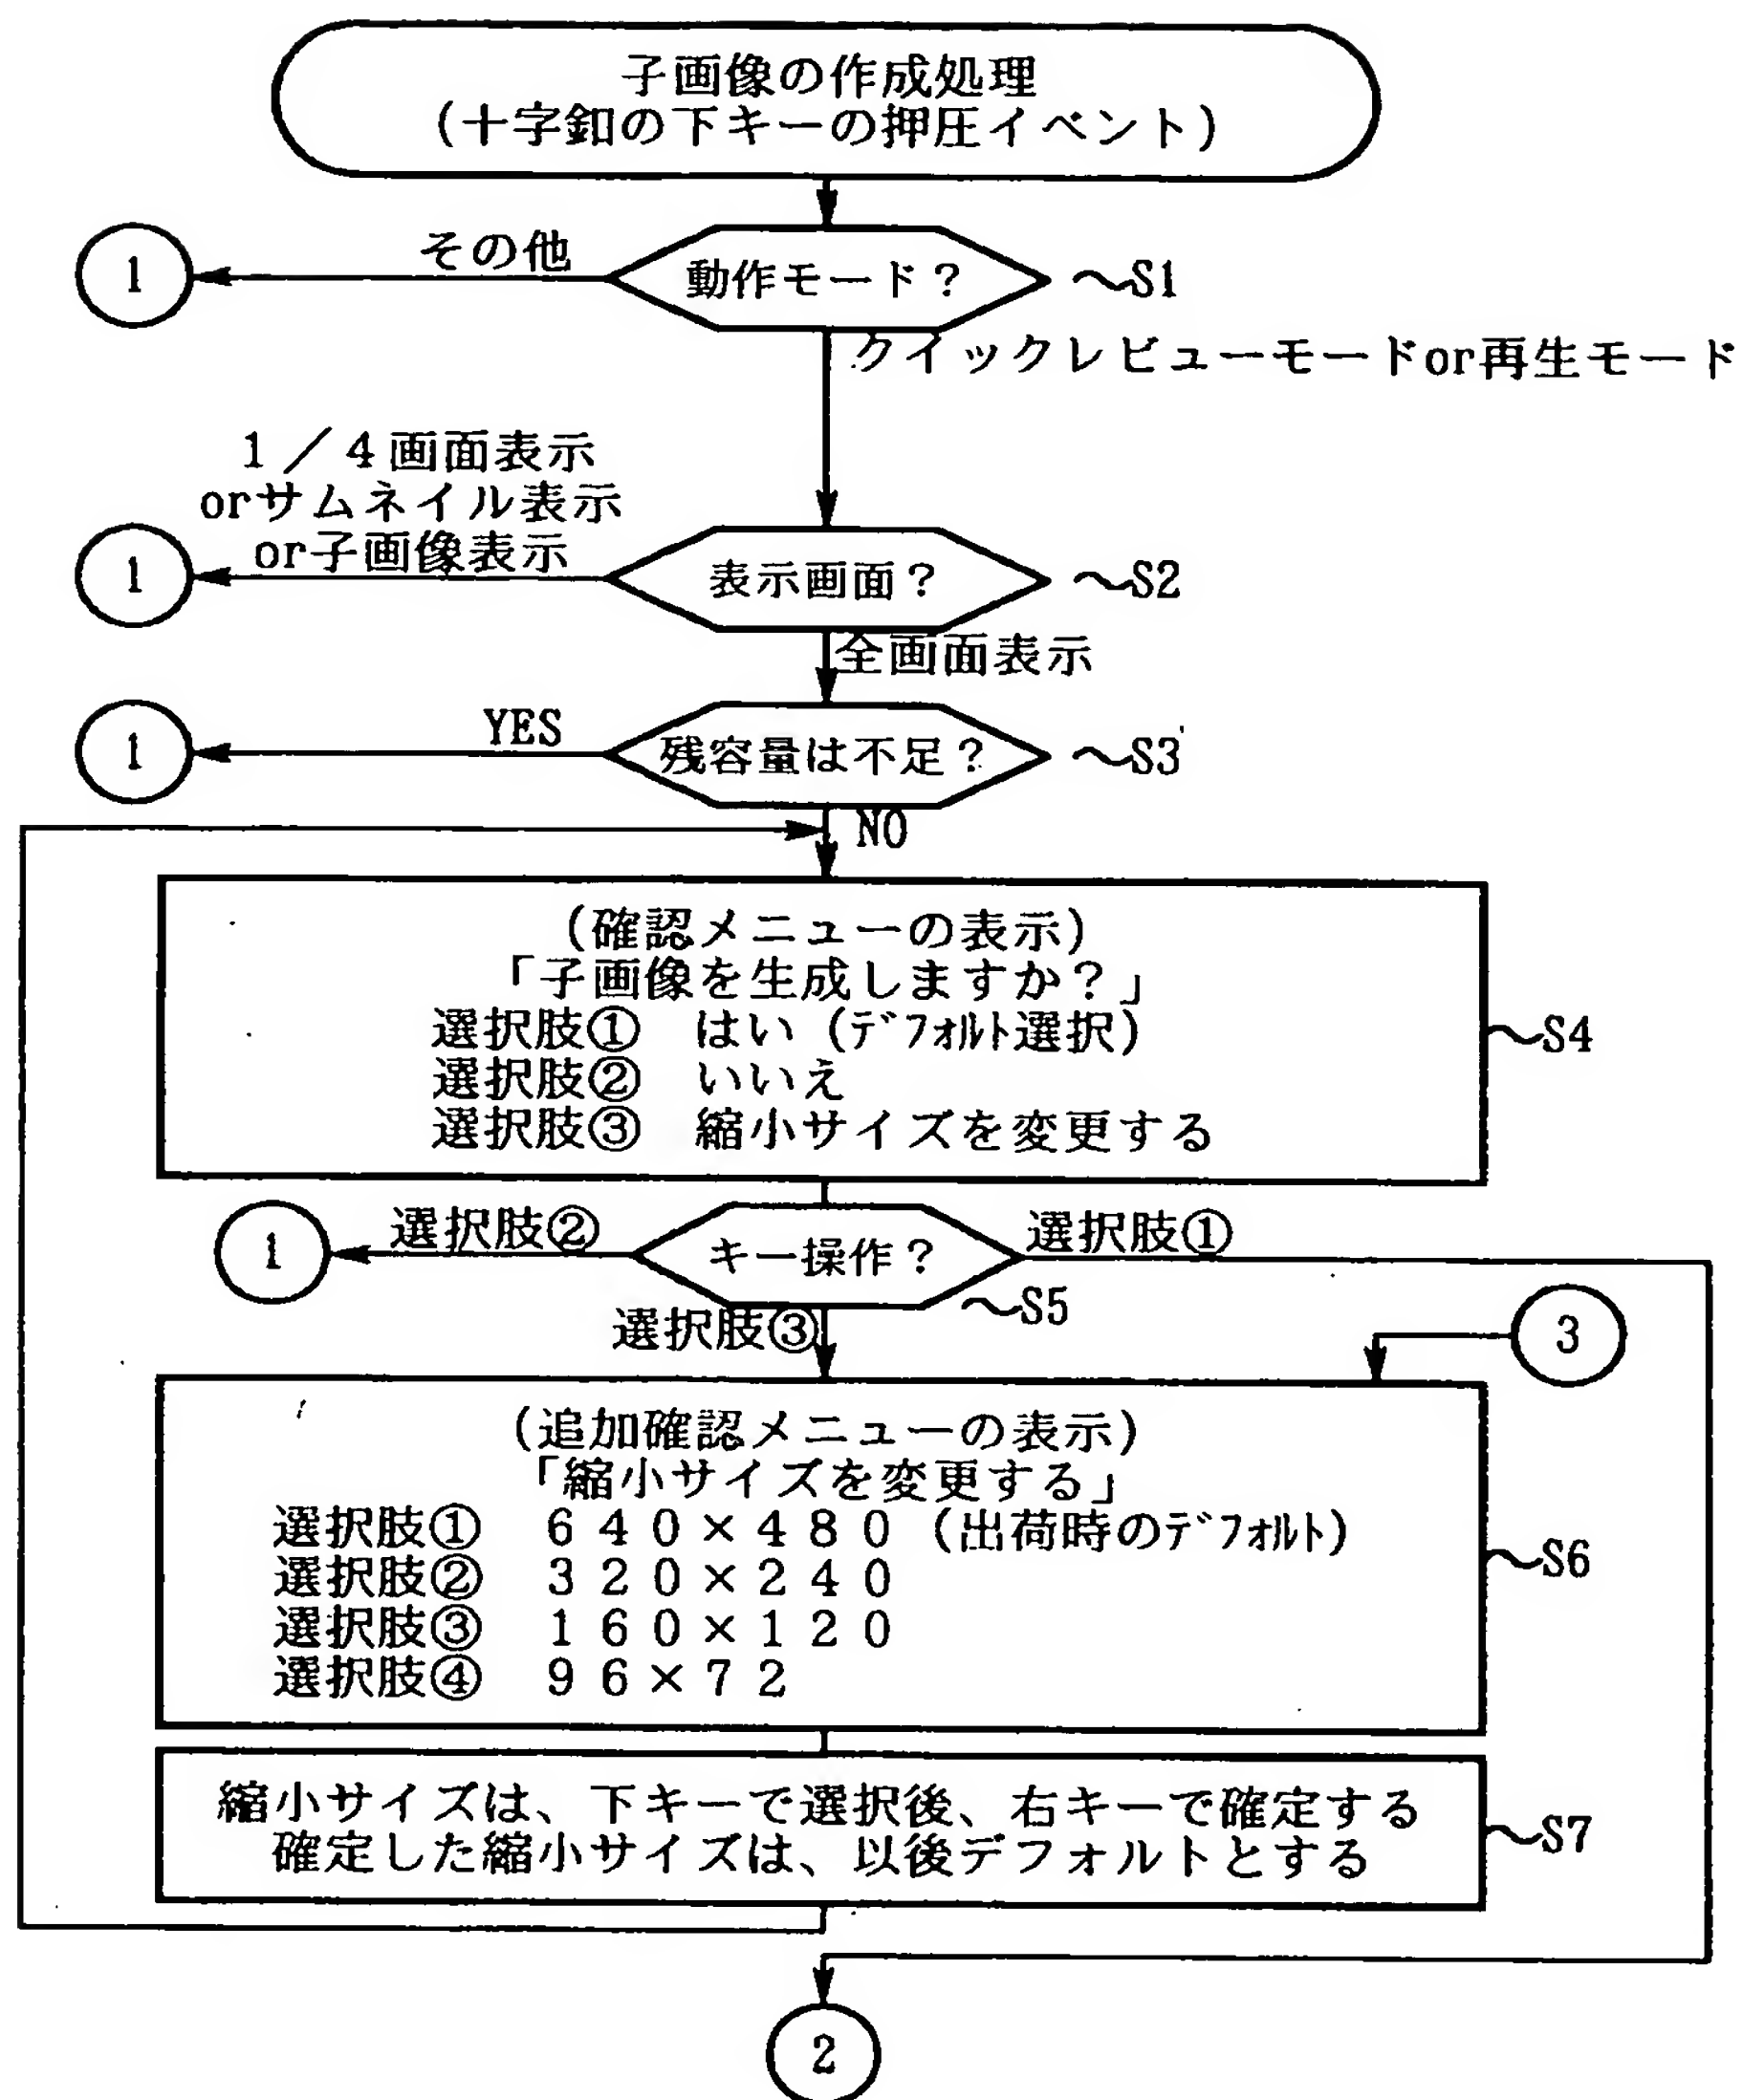 子画像の作成処理
(十字釦の下キーの押圧イベント)
その他
1
動作モード?
～S1
クイックレビューモードor再生モード
1／4画面表示
orサムネイル表示
or子画像表示
1
表示画面?
～S2
全画面表示
YES
1
残容量は不足?
～S3
NO
(確認メニューの表示)
「子画像を生成しますか?」
選択肢① はい (デフォルト選択)
選択肢② いいえ
選択肢③ 縮小サイズを変更する
～S4
1
選択肢②
キー操作?
選択肢①
～S5
選択肢③
3
(追加確認メニューの表示)
「縮小サイズを変更する」
選択肢① 640×480 (出荷時のデフォルト)
選択肢② 320×240
選択肢③ 160×120
選択肢④ 96×72
～S6
縮小サイズは、下キーで選択後、右キーで確定する
確定した縮小サイズは、以後デフォルトとする
～S7
2